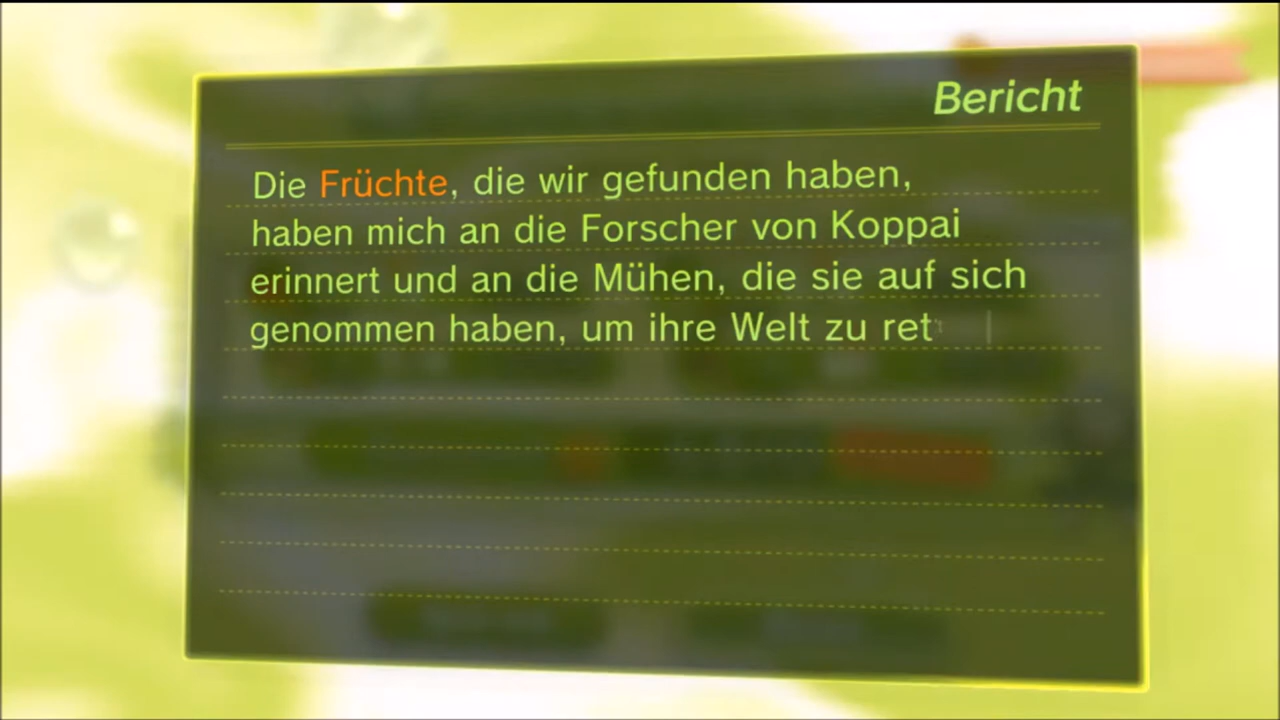 Bericht
Die Früchte, die wir gefunden haben,
haben mich an die Forscher von Koppai
erinnert und an die Mühen, die sie auf sich
genommen haben, um ihre Welt zu ret